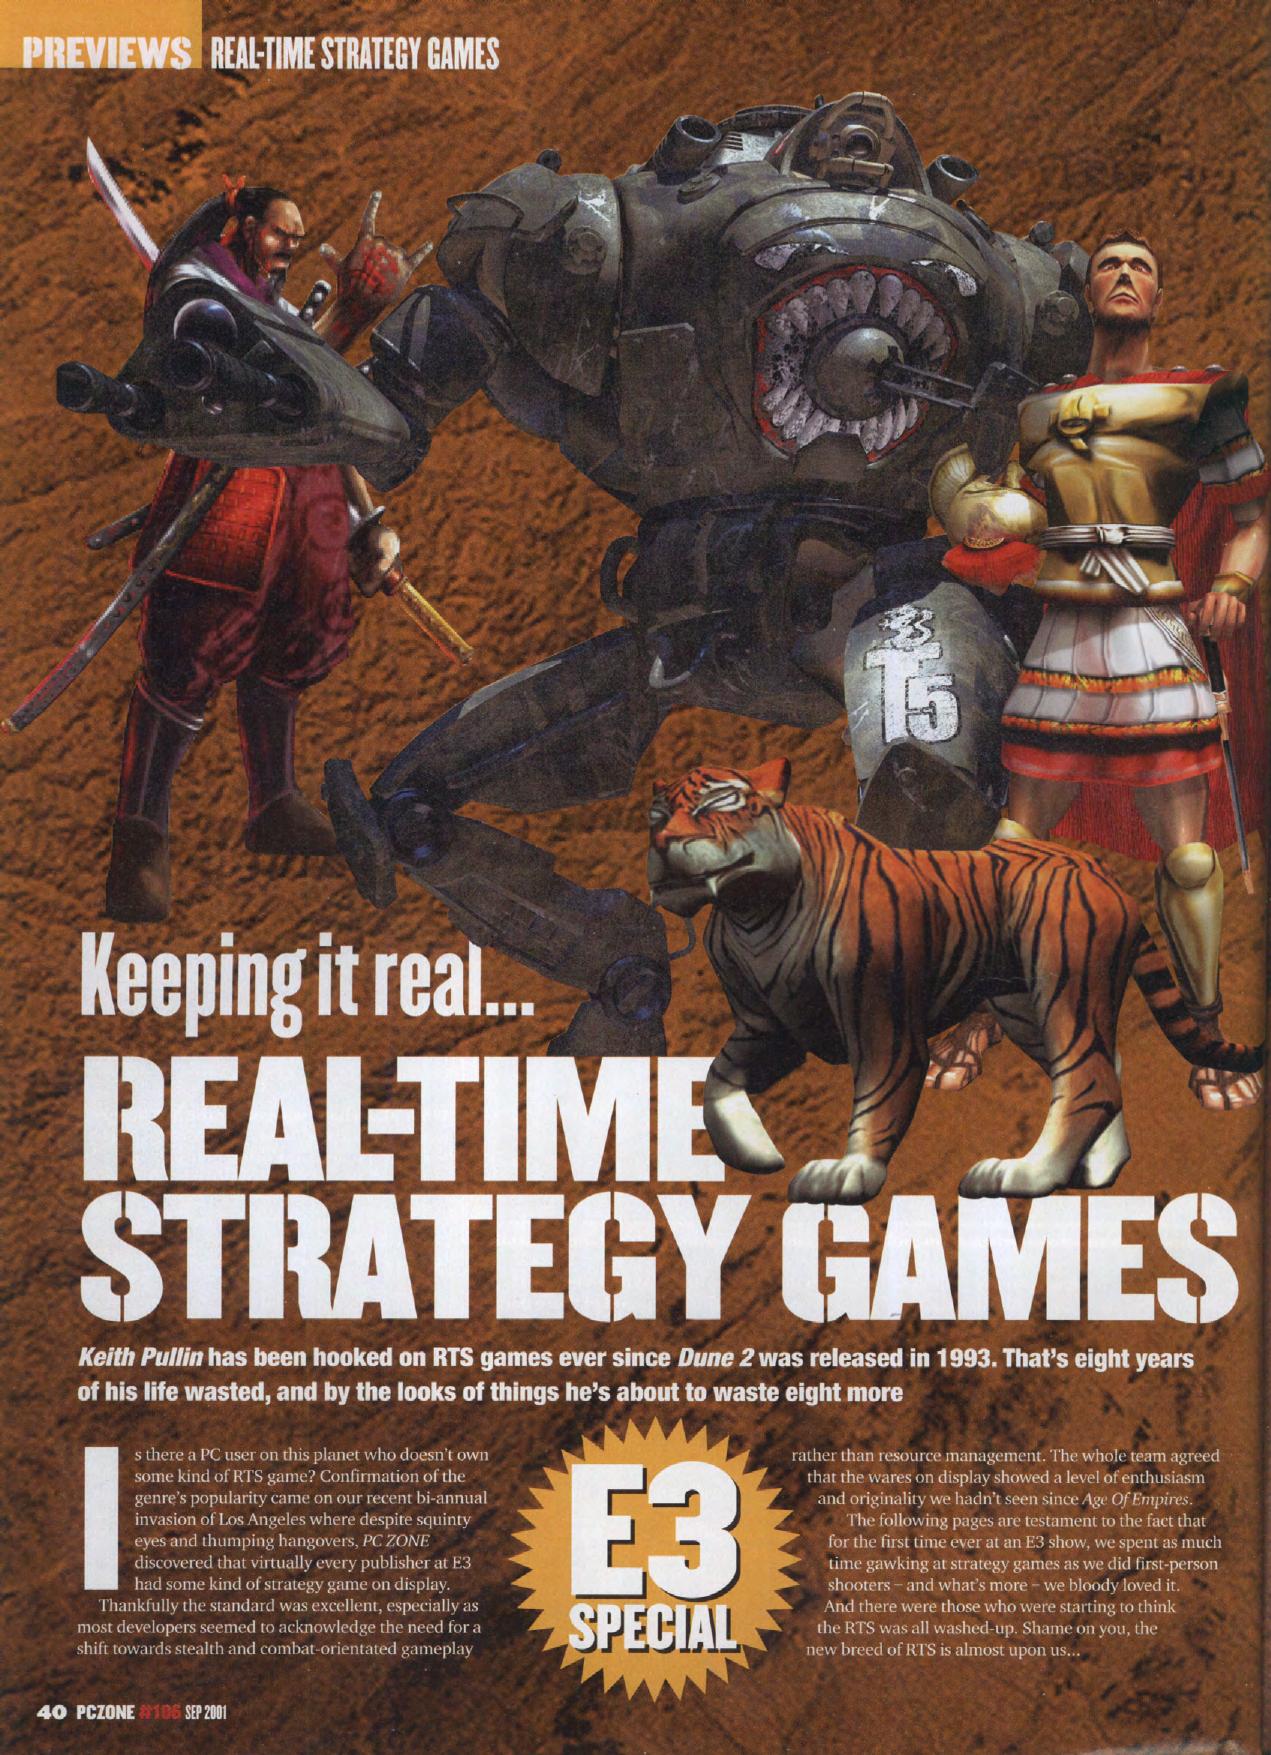 PREVIEWS REAL-TIME STRATEGY GAMES
T5
Keeping it real...
REAL-TIME
STRATEGY GAMES
Keith Pullin has been hooked on RTS games ever since Dune 2 was released in 1993. That's eight years
of his life wasted, and by the looks of things he's about to waste eight more
Is there a PC user on this planet who doesn't own
some kind of RTS game? Confirmation of the
genre's popularity came on our recent bi-annual
invasion of Los Angeles where despite squinty
eyes and thumping hangovers, PC ZONE
discovered that virtually every publisher at E3
had some kind of strategy game on display.
Thankfully the standard was excellent, especially as
most developers seemed to acknowledge the need for a
shift towards stealth and combat-orientated gameplay
E3
SPECIAL
rather than resource management. The whole team agreed
that the wares on display showed a level of enthusiasm
and originality we hadn't seen since Age Of Empires.
The following pages are testament to the fact that
for the first time ever at an E3 show, we spent as much
time gawking at strategy games as we did first-person
shooters – and what's more – we bloody loved it.
And there were those who were starting to think
the RTS was all washed-up. Shame on you, the
new breed of RTS is almost upon us...
40 PCZONE #106 SEP 2001